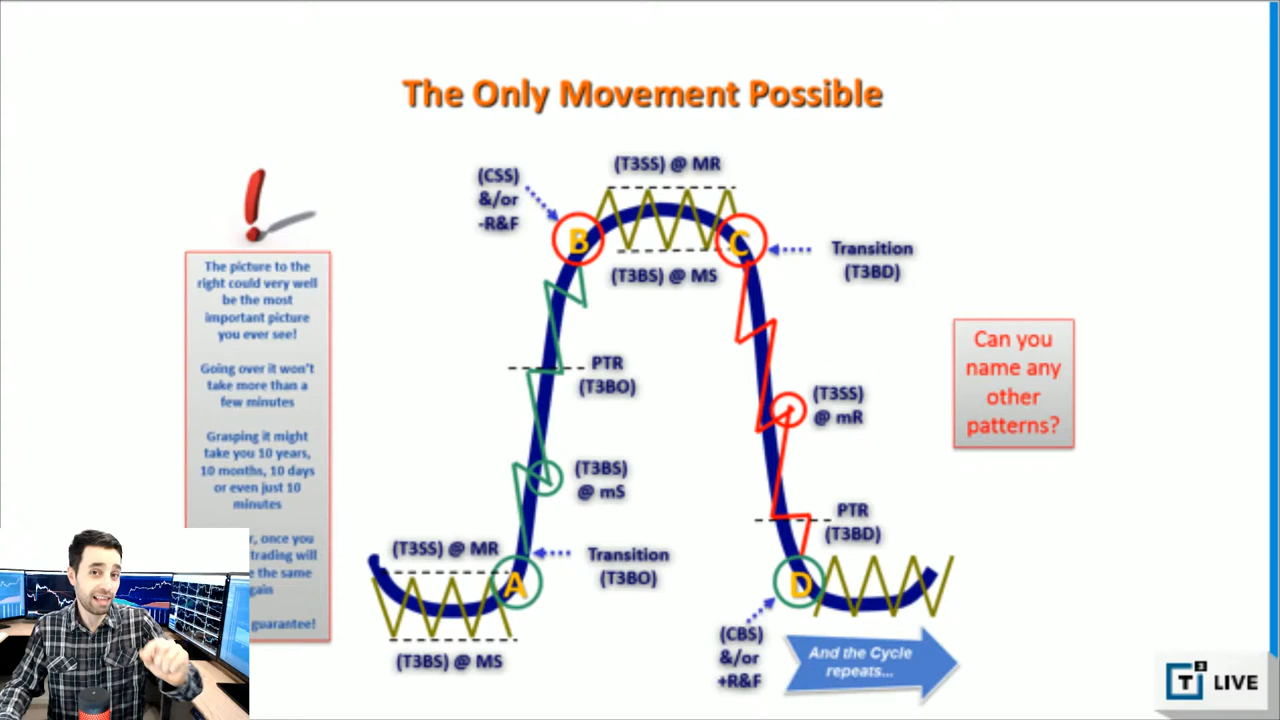 The Only Movement Possible
The picture to the
right could very well
be the most
important picture
you ever see!
Going over it won't
take more than a
few minutes
Grasping it might
take you 10 years,
10 months, 10 days
or even just 10
minutes
, once you
trading will
the same
guarantee!
(CSS)
&/or
-R&F
B
(T3SS) @ MR
(T3BS) @ MS
C
Transition
(T3BD)
PTR
(T3BO)
(T3BS)
@ mS
(T3SS)
@ mR
Can you
name any
other
patterns?
PTR
(T3BD)
(T3SS) @ MR
A
Transition
(T3BO)
(T3BS) @ MS
D
(CBS)
&/or
+R&F
And the Cycle
repeats...
T3 LIVE